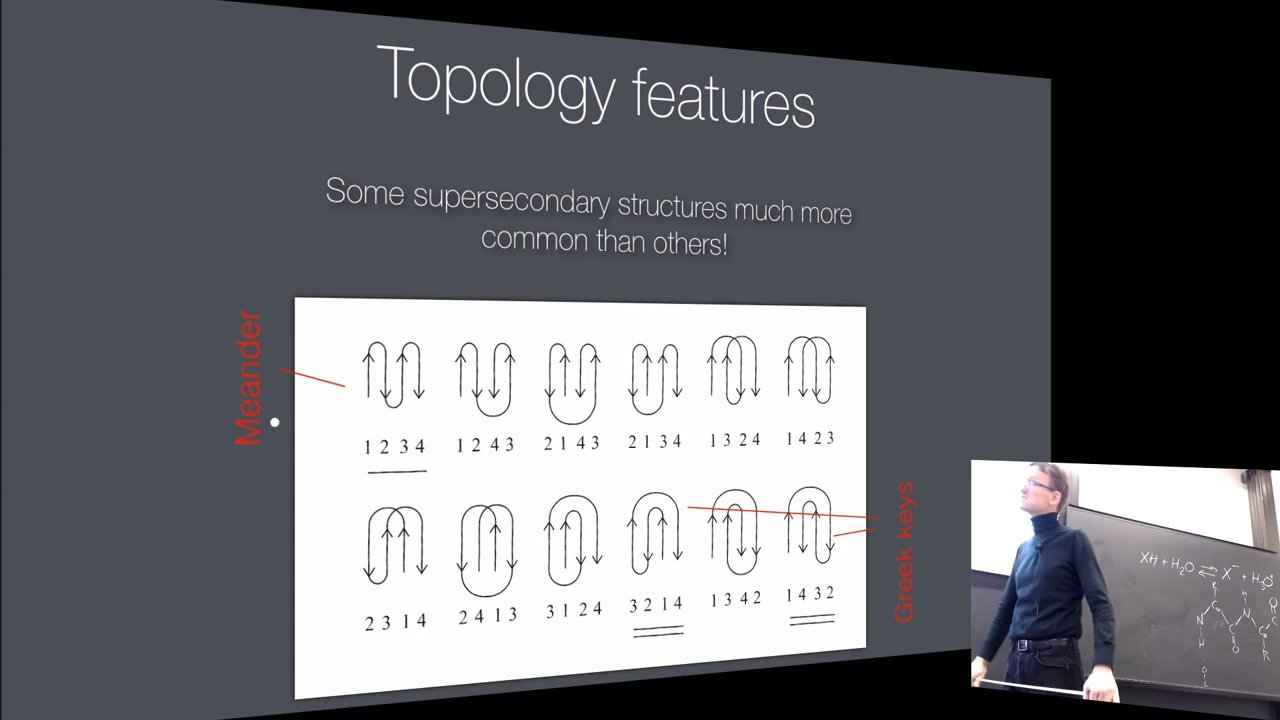 Topology features
Some supersecondary structures much more
common than others!
Meander
1 2 3 4
1 2 4 3
2 1 4 3
2 1 3 4
1 3 2 4
1 4 2 3
2 3 1 4
2 4 1 3
3 1 2 4
3 2 1 4
1 3 4 2
1 4 3 2
Greek keys
XH + H₂O ⇌ X⁻ + H₃O